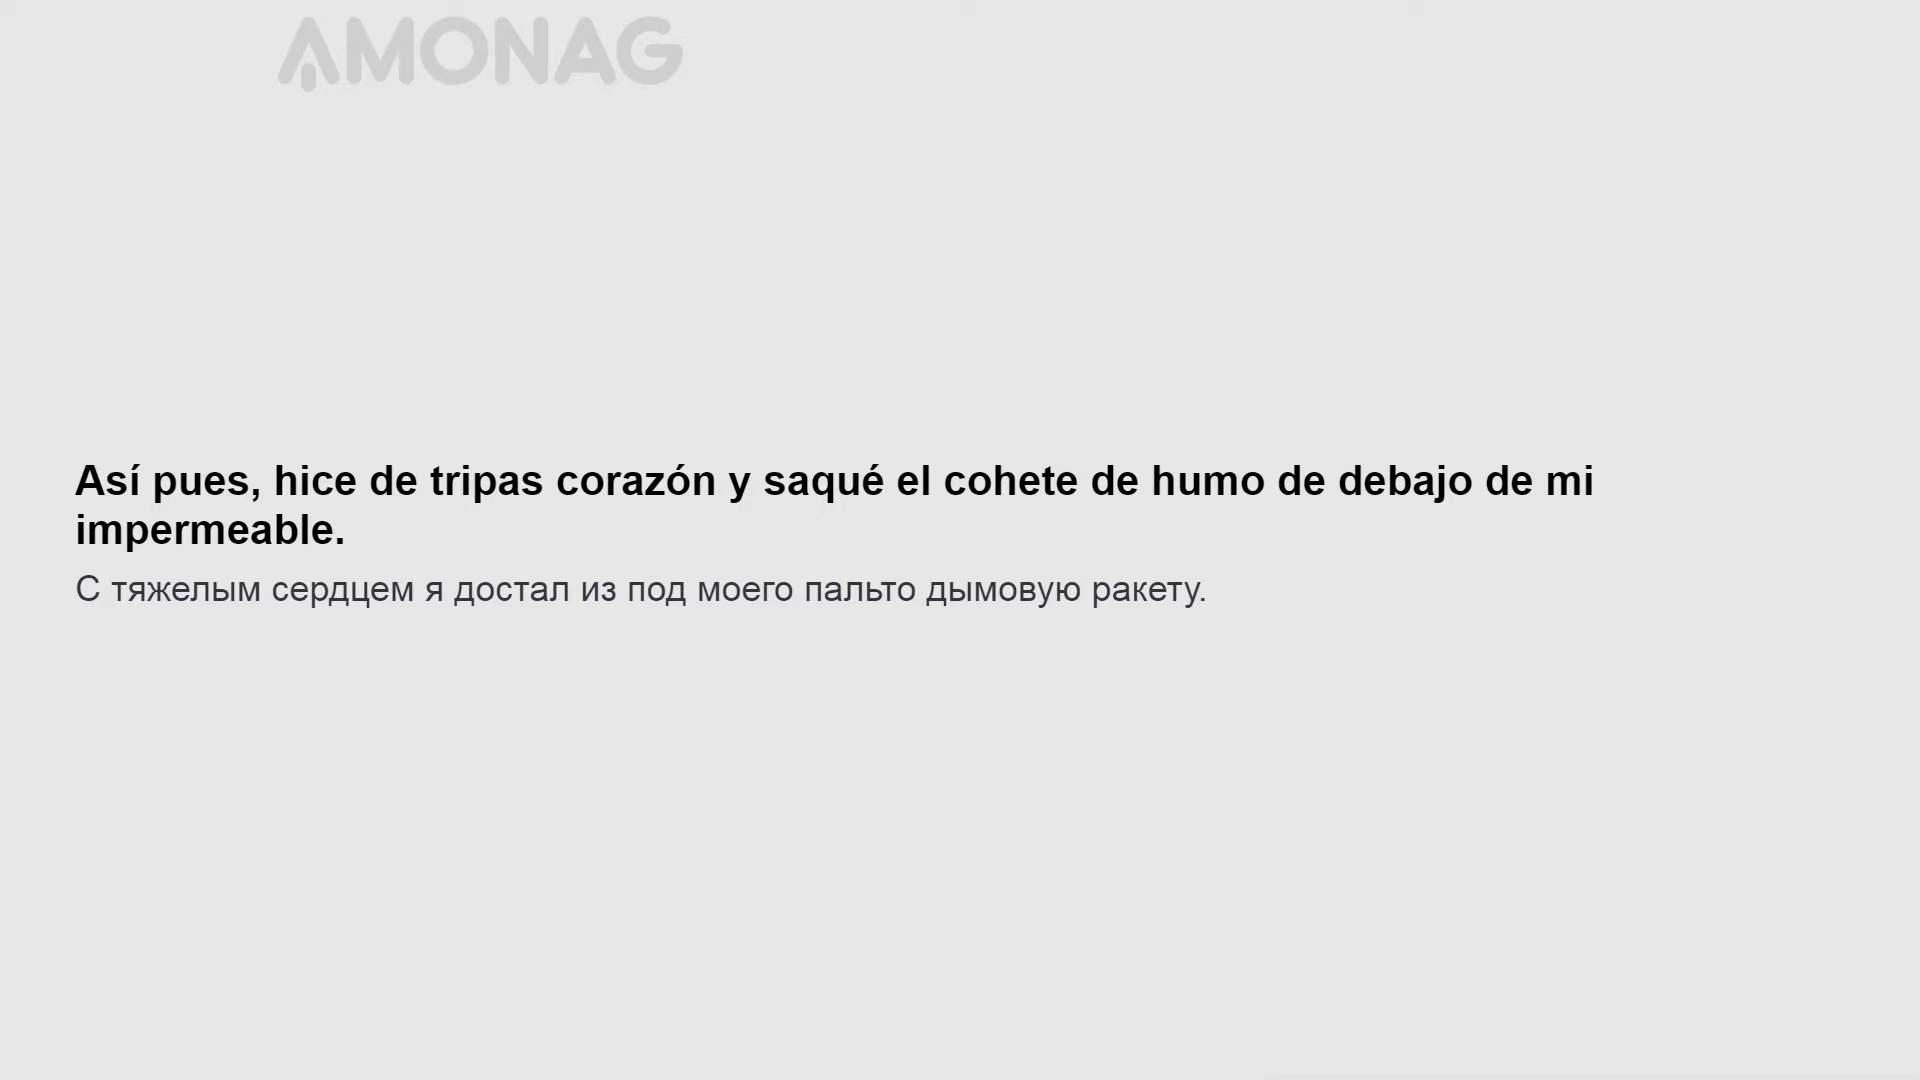 AMONAG
Así pues, hice de tripas corazón y saqué el cohete de humo de debajo de mi
impermeable.
С тяжелым сердцем я достал из под моего пальто дымовую ракету.